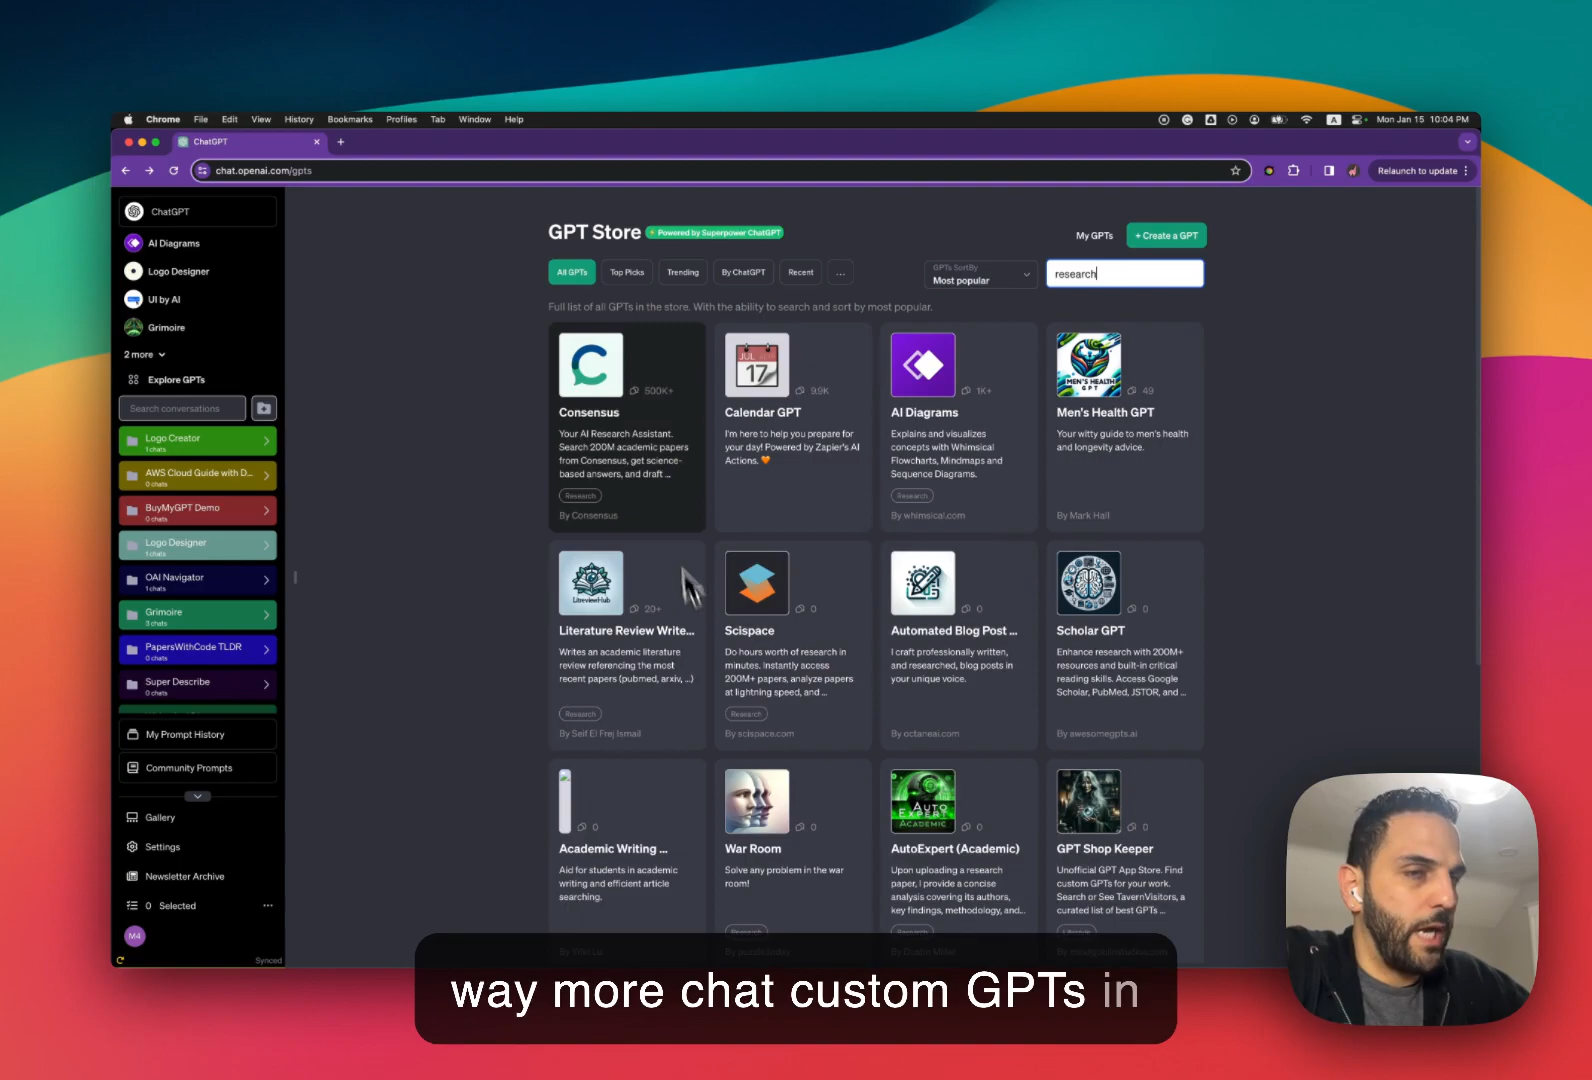 Chrome File Edit View History Bookmarks Profiles Tab Window Help
A Mon Jan 15 10:04 PM
ChatGPT
chat.openai.com/gpts
Relaunch to update
ChatGPT
AI Diagrams
Logo Designer
UI by AI
Grimoire
2 more
Explore GPTs
Search conversations
Logo Creator
1 chats
AWS Cloud Guide with D...
0 chats
BuyMyGPT Demo
0 chats
Logo Designer
1 chats
OAI Navigator
1 chats
Grimoire
3 chats
PapersWithCode TLDR
0 chats
Super Describe
0 chats
My Prompt History
Community Prompts
Gallery
Settings
Newsletter Archive
0 Selected
M4
Synced
GPT Store Powered by Superpower ChatGPT
My GPTs + Create a GPT
All GPTs Top Picks Trending By ChatGPT Recent ...
GPTs SortBy
Most popular
research
Full list of all GPTs in the store. With the ability to search and sort by most popular.
500K+
Consensus
Your AI Research Assistant.
Search 200M academic papers
from Consensus, get science-
based answers, and draft ...
Research
By Consensus
JUL
17
9.9K
Calendar GPT
I'm here to help you prepare for
your day! Powered by Zapier's AI
Actions. 🧡
1K+
AI Diagrams
Explains and visualizes
concepts with Whimsical
Flowcharts, Mindmaps and
Sequence Diagrams.
Research
By whimsical.com
MEN'S HEALTH
GPT
49
Men's Health GPT
Your witty guide to men's health
and longevity advice.
By Mark Hall
LitreviewHub
20+
Literature Review Write...
Writes an academic literature
review referencing the most
recent papers (pubmed, arxiv, ...)
Research
By Seif El Frej Ismail
0
Scispace
Do hours worth of research in
minutes. Instantly access
200M+ papers, analyze papers
at lightning speed, and ...
Research
By scispace.com
0
Automated Blog Post ...
I craft professionally written,
and researched, blog posts in
your unique voice.
By octaneai.com
0
Scholar GPT
Enhance research with 200M+
resources and built-in critical
reading skills. Access Google
Scholar, PubMed, JSTOR, and ...
By awesomegpts.ai
0
Academic Writing ...
Aid for students in academic
writing and efficient article
searching.
0
War Room
Solve any problem in the war
room!
Research
AUTO
EXPERT
ACADEMIC
0
AutoExpert (Academic)
Upon uploading a research
paper, I provide a concise
analysis covering its authors,
key findings, methodology, and...
Research
By Dustin Miller
0
GPT Shop Keeper
Unofficial GPT App Store. Find
custom GPTs for your work.
Search or See TavernVisitors, a
curated list of best GPTs ...
Lifestyle
way more chat custom GPTs in